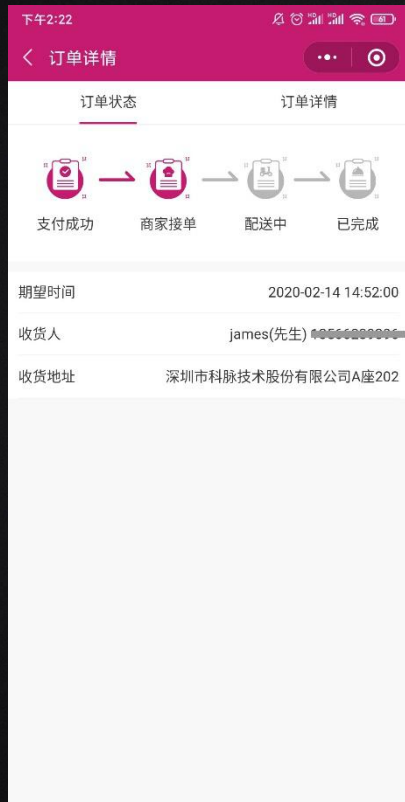 下午2:22
61
订单详情
订单状态 订单详情
支付成功 商家接单 配送中 已完成
期望时间 2020-02-14 14:52:00
收货人 james(先生)
收货地址 深圳市科脉技术股份有限公司A座202